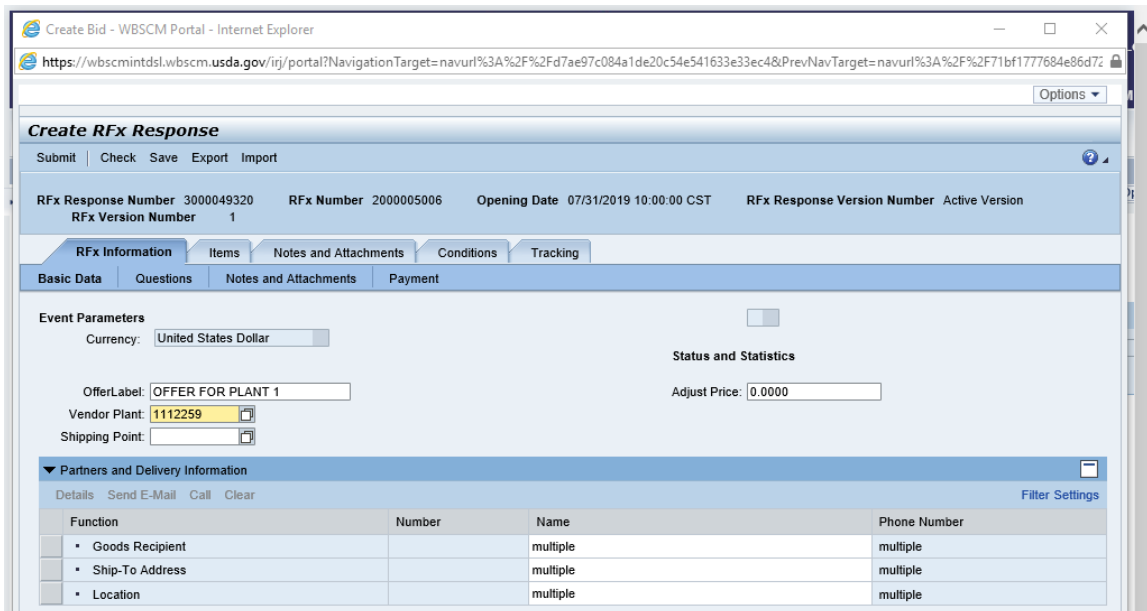 Create Bid - WBSCM Portal - Internet Explorer
https://wbscmintdsl.wbscm.usda.gov/irj/portal?NavigationTarget=navurl%3A%2F%2Fd7ae97c084a1de20c54e541633e33ec4&PrevNavTarget=navurl%3A%2F%2F71bf1777684e86d72
Options
Create RFx Response
Submit | Check Save Export Import
RFx Response Number 3000049320 RFx Number 2000005006 Opening Date 07/31/2019 10:00:00 CST RFx Response Version Number Active Version
RFx Version Number 1
RFx Information Items Notes and Attachments Conditions Tracking
Basic Data Questions Notes and Attachments Payment
Event Parameters
Currency: United States Dollar
Status and Statistics
OfferLabel: OFFER FOR PLANT 1 Adjust Price: 0.0000
Vendor Plant: 1112259
Shipping Point:
Partners and Delivery Information
Details Send E-Mail Call Clear Filter Settings
Function Number Name Phone Number
Goods Recipient multiple multiple
Ship-To Address multiple multiple
Location multiple multiple